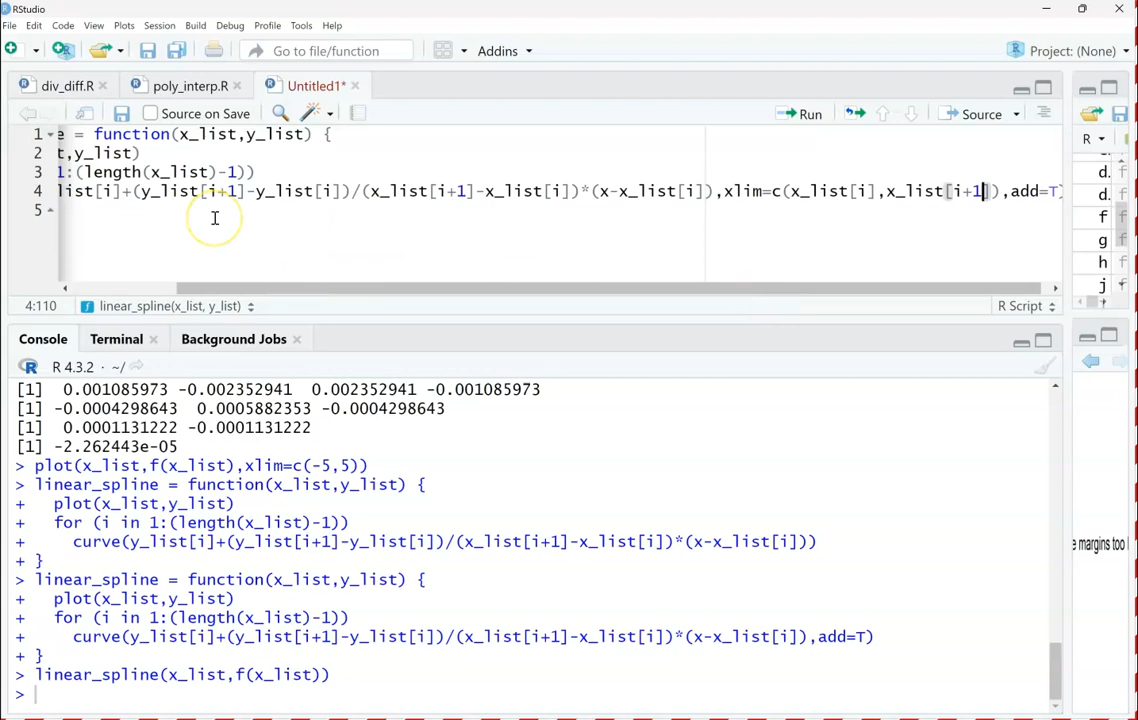 RStudio
File Edit Code View Plots Session Build Debug Profile Tools Help
Go to file/function Addins Project: (None)
div_diff.R poly_interp.R Untitled1*
Source on Save Run Source
1 e = function(x_list,y_list) {
2 t,y_list)
3 1:(length(x_list)-1))
4 list[i]+(y_list[i+1]-y_list[i])/(x_list[i+1]-x_list[i])*(x-x_list[i]),xlim=c(x_list[i],x_list[i+1]),add=T)
5
4:110 linear_spline(x_list, y_list) R Script
R
d.
d.
f
g
h
j
Console Terminal Background Jobs
R 4.3.2 · ~/
[1] 0.001085973 -0.002352941 0.002352941 -0.001085973
[1] -0.0004298643 0.0005882353 -0.0004298643
[1] 0.0001131222 -0.0001131222
[1] -2.262443e-05
> plot(x_list,f(x_list),xlim=c(-5,5))
> linear_spline = function(x_list,y_list) {
+ plot(x_list,y_list)
+ for (i in 1:(length(x_list)-1))
+ curve(y_list[i]+(y_list[i+1]-y_list[i])/(x_list[i+1]-x_list[i])*(x-x_list[i]))
+ }
> linear_spline = function(x_list,y_list) {
+ plot(x_list,y_list)
+ for (i in 1:(length(x_list)-1))
+ curve(y_list[i]+(y_list[i+1]-y_list[i])/(x_list[i+1]-x_list[i])*(x-x_list[i]),add=T)
+ }
> linear_spline(x_list,f(x_list))
>
e margins too l